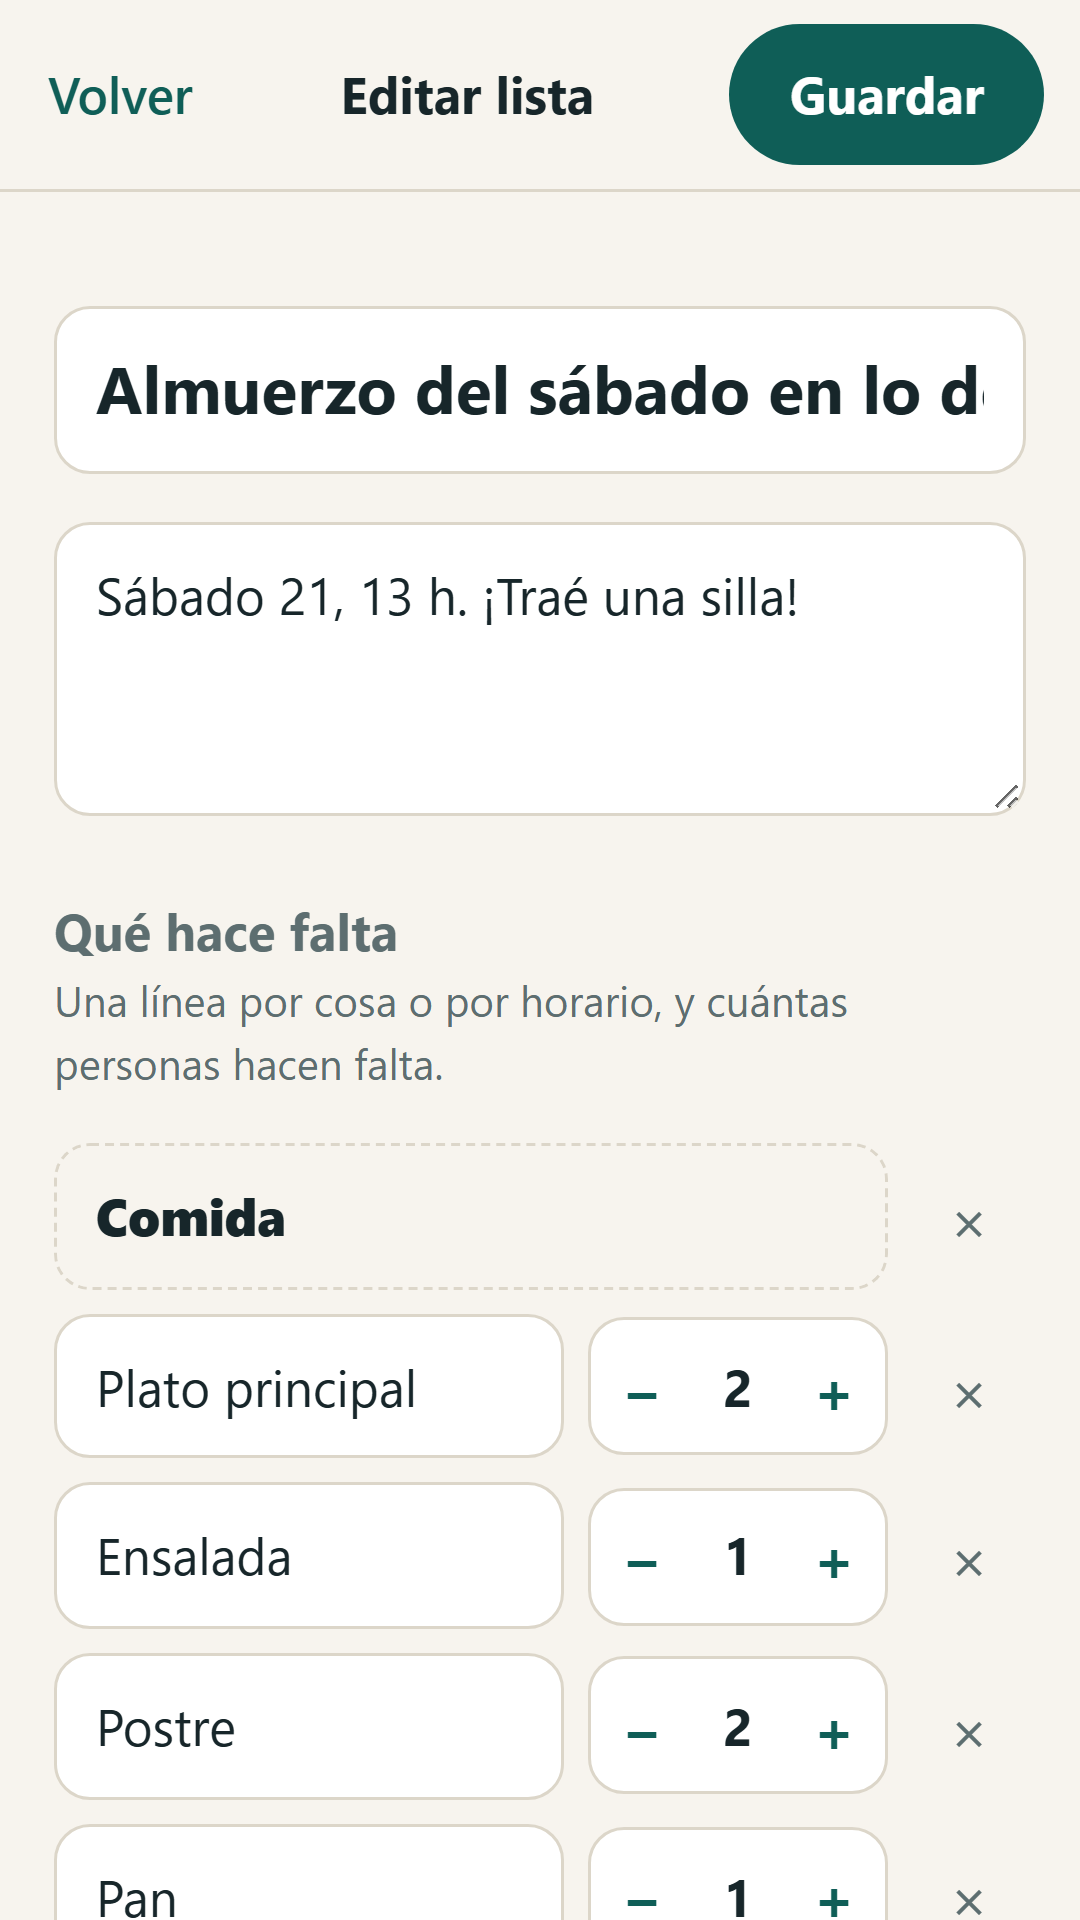 Volver
Editar lista
Guardar
Almuerzo del sábado en lo d
Sábado 21, 13 h. ¡Traé una silla!
Qué hace falta
Una línea por cosa o por horario, y cuántas
personas hacen falta.
Comida ×
Plato principal − 2 + ×
Ensalada − 1 + ×
Postre − 2 + ×
Pan − 1 + ×